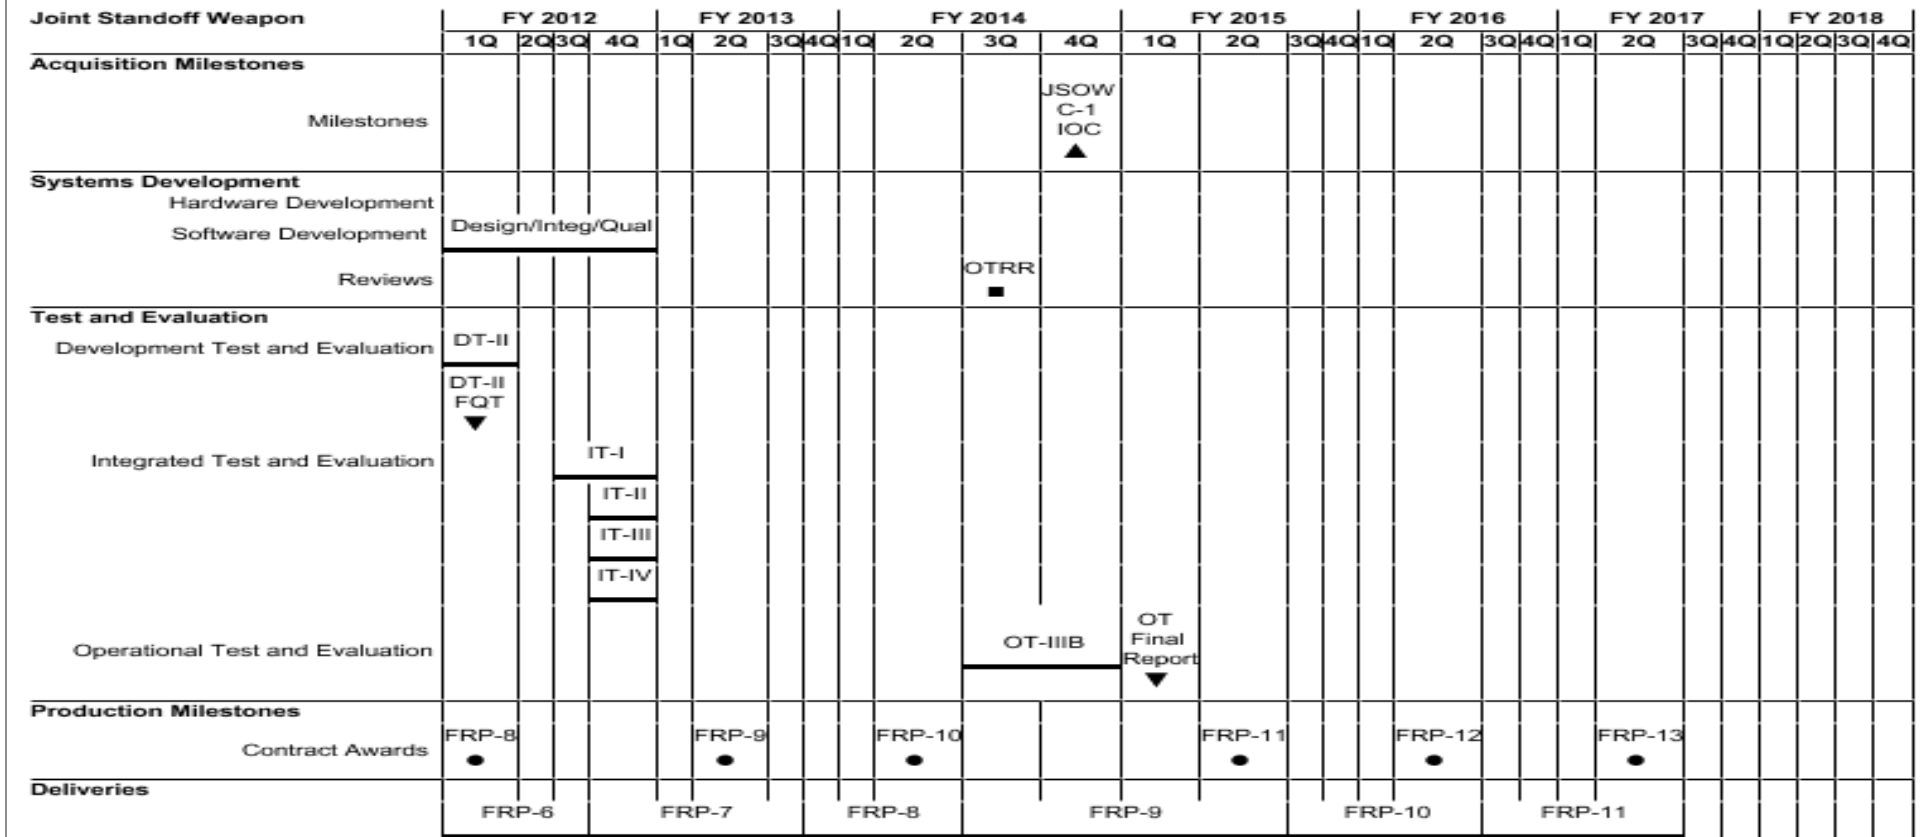 Joint Standoff Weapon FY 2012 FY 2013 FY 2014 FY 2015 FY 2016 FY 2017 FY 2018
1Q 2Q 3Q 4Q 1Q 2Q 3Q 4Q 1Q 2Q 3Q 4Q 1Q 2Q 3Q 4Q 1Q 2Q 3Q 4Q 1Q 2Q 3Q 4Q 1Q 2Q 3Q 4Q
Acquisition Milestones
JSOW
C-1
Milestones
IOC
Systems Development
Hardware Development
Design/Integ/Qual
Software Development
OTRR
Reviews
Test and Evaluation
DT-II
Development Test and Evaluation
DT-II
FQT
IT-I
Integrated Test and Evaluation
IT-II
IT-III
IT-IV
OT
Final
Report
OT-IIIB
Operational Test and Evaluation
Production Milestones
FRP-8 FRP-9 FRP-10 FRP-11 FRP-12 FRP-13
Contract Awards
Deliveries
FRP-6 FRP-7 FRP-8 FRP-9 FRP-10 FRP-11